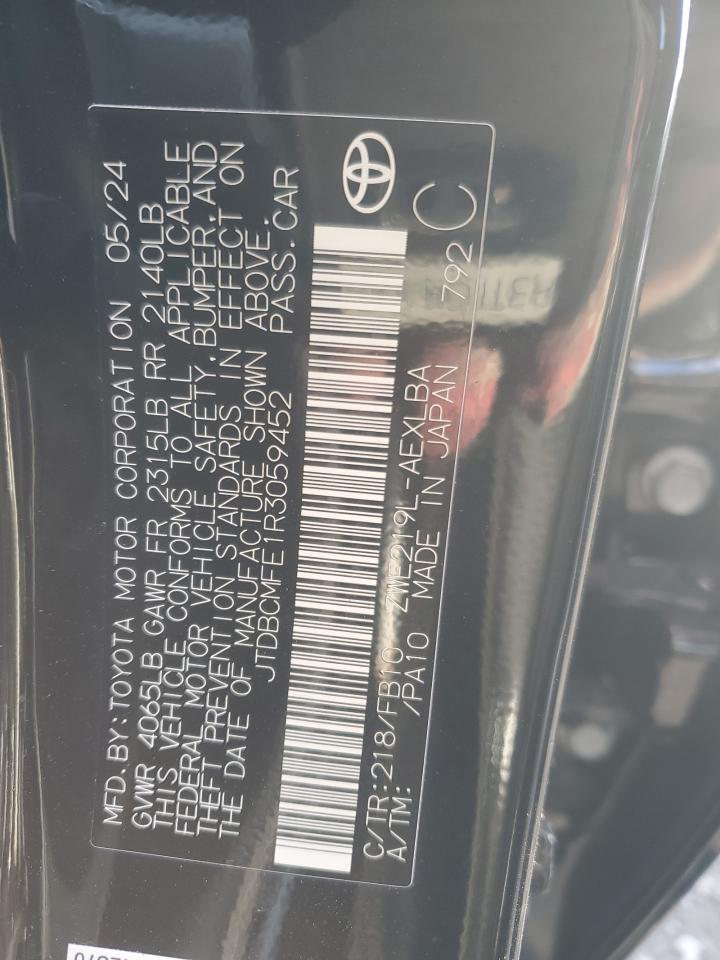 MFD. BY: TOYOTA MOTOR CORPORATION 05/24
GVWR 4065LB GAWR FR 2315LB RR 2140LB
THIS VEHICLE CONFORMS TO ALL APPLICABLE
FEDERAL MOTOR VEHICLE SAFETY, BUMPER, AND
THEFT PREVENTION STANDARDS IN EFFECT ON
THE DATE OF MANUFACTURE SHOWN ABOVE.
JTDBCMFE1R3059452 PASS. CAR
C/TR: 218/FB10 ZWE219L-AEXLBA 792 C
A/TM: /PA10 MADE IN JAPAN